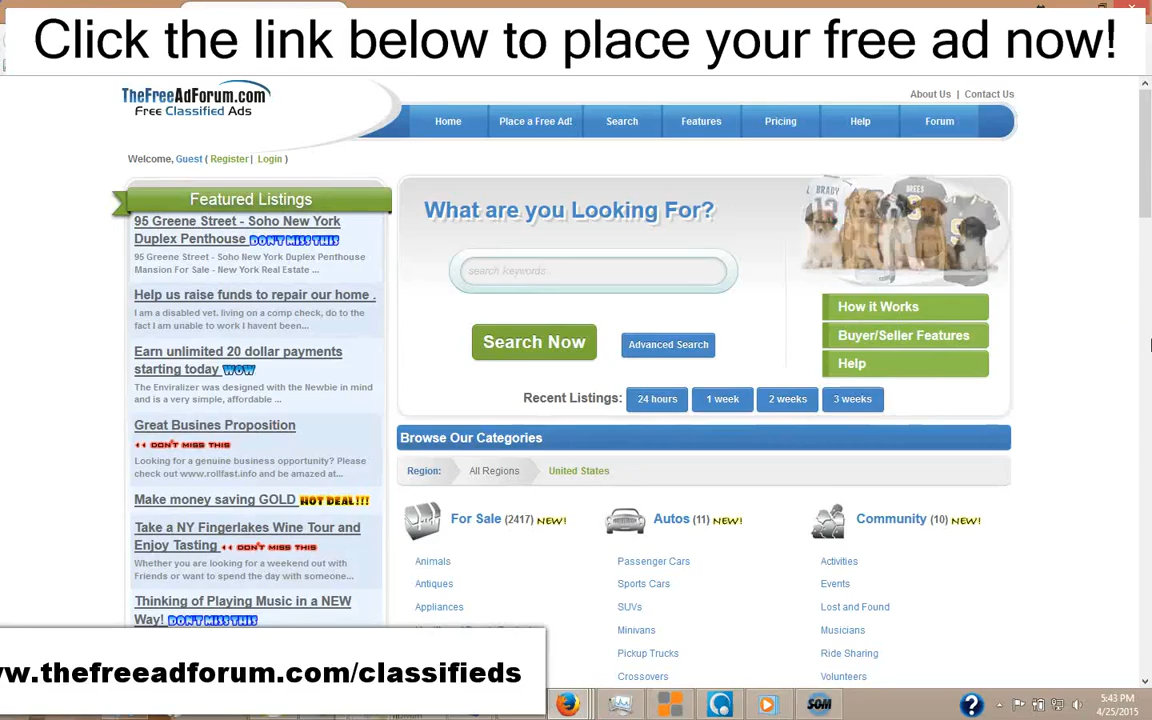 Click the link below to place your free ad now!
TheFreeAdForum.com
Free Classified Ads
About Us | Contact Us
Home Place a Free Ad! Search Features Pricing Help Forum
Welcome, Guest ( Register | Login )
Featured Listings
95 Greene Street - Soho New York
Duplex Penthouse DON'T MISS THIS
95 Greene Street - Soho New York Duplex Penthouse
Mansion For Sale - New York Real Estate ...
Help us raise funds to repair our home .
I am a disabled vet. living on a comp check, do to the
fact I am unable to work I havent been...
Earn unlimited 20 dollar payments
starting today WOW
The Enviralizer was designed with the Newbie in mind
and is a very simple, affordable ...
Great Busines Proposition
DON'T MISS THIS
Looking for a genuine business opportunity? Please
check out www.rollfast.info and be amazed at...
Make money saving GOLD HOT DEAL!!!
Take a NY Fingerlakes Wine Tour and
Enjoy Tasting DON'T MISS THIS
Whether you are looking for a weekend out with
Friends or want to spend the day with someone...
Thinking of Playing Music in a NEW
Way! DON'T MISS THIS
What are you Looking For?
search keywords
Search Now Advanced Search
BRADY
12
BREES
How it Works
Buyer/Seller Features
Help
Recent Listings: 24 hours 1 week 2 weeks 3 weeks
Browse Our Categories
Region: All Regions United States
For Sale (2417) NEW!
Animals
Antiques
Appliances
Autos (11) NEW!
Passenger Cars
Sports Cars
SUVs
Minivans
Pickup Trucks
Crossovers
Community (10) NEW!
Activities
Events
Lost and Found
Musicians
Ride Sharing
Volunteers
w.thefreeadforum.com/classifieds
SOM
5:43 PM
4/25/2015